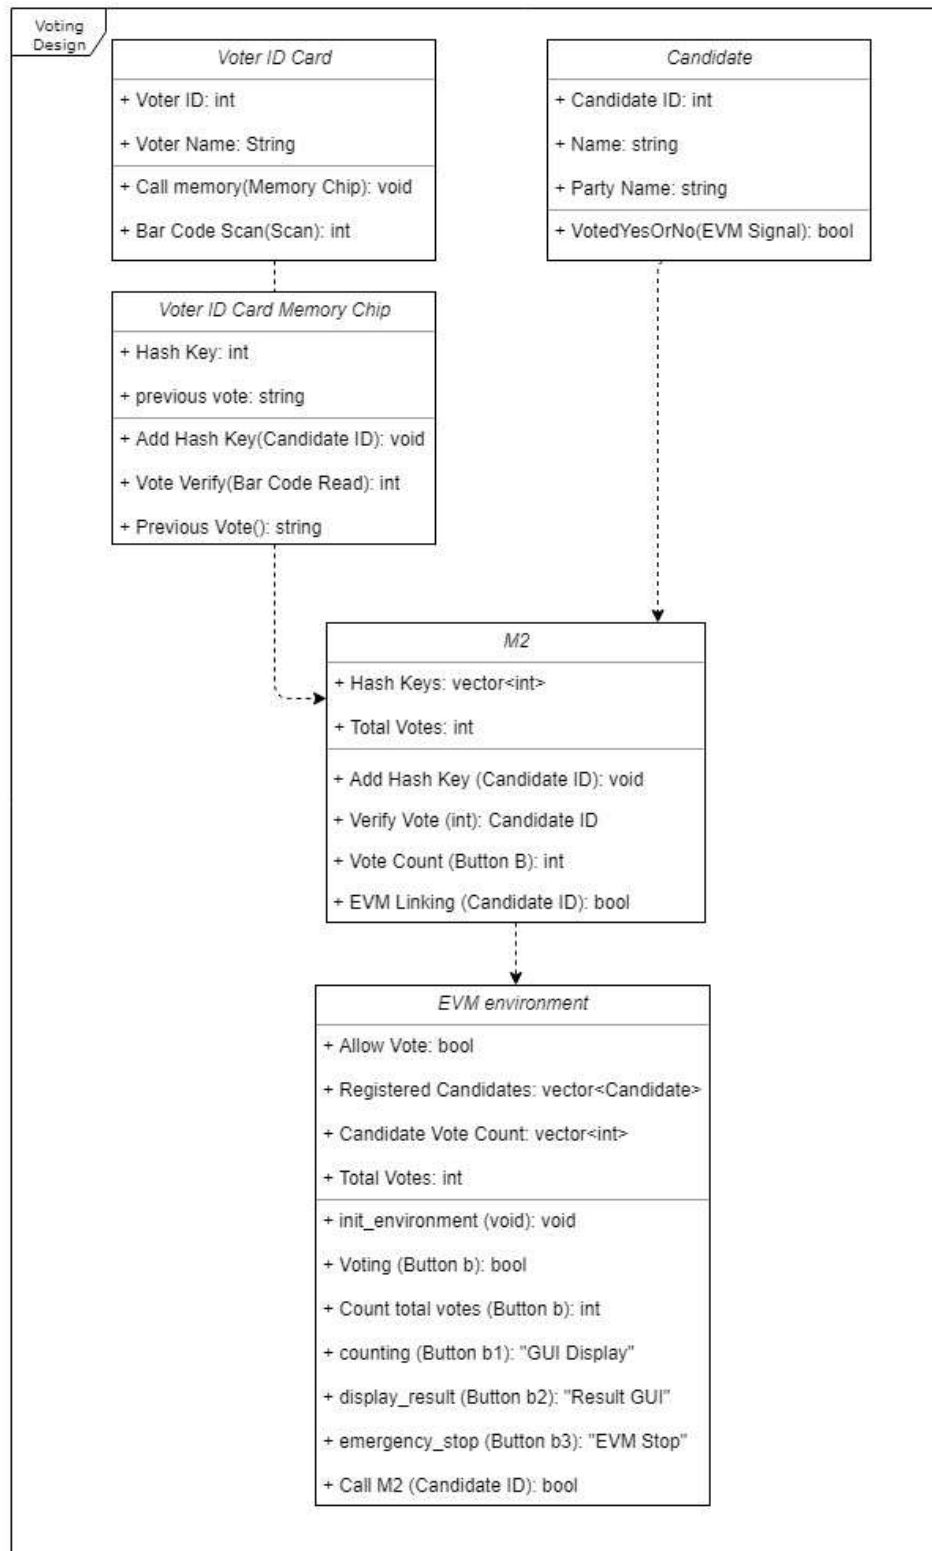 Voting
Design
Voter ID Card
+ Voter ID: int
+ Voter Name: String
+ Call memory(Memory Chip): void
+ Bar Code Scan(Scan): int
Candidate
+ Candidate ID: int
+ Name: string
+ Party Name: string
+ VotedYesOrNo(EVM Signal): bool
Voter ID Card Memory Chip
+ Hash Key: int
+ previous vote: string
+ Add Hash Key(Candidate ID): void
+ Vote Verify(Bar Code Read): int
+ Previous Vote(): string
M2
+ Hash Keys: vector<int>
+ Total Votes: int
+ Add Hash Key (Candidate ID): void
+ Verify Vote (int): Candidate ID
+ Vote Count (Button B): int
+ EVM Linking (Candidate ID): bool
EVM environment
+ Allow Vote: bool
+ Registered Candidates: vector<Candidate>
+ Candidate Vote Count: vector<int>
+ Total Votes: int
+ init_environment (void): void
+ Voting (Button b): bool
+ Count total votes (Button b): int
+ counting (Button b1): "GUI Display"
+ display_result (Button b2): "Result GUI"
+ emergency_stop (Button b3): "EVM Stop"
+ Call M2 (Candidate ID): bool